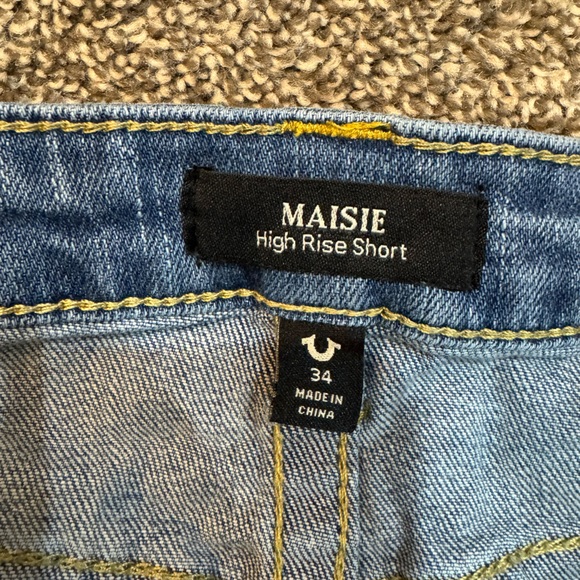 MAISIE
High Rise Short
34
MADE IN
CHINA